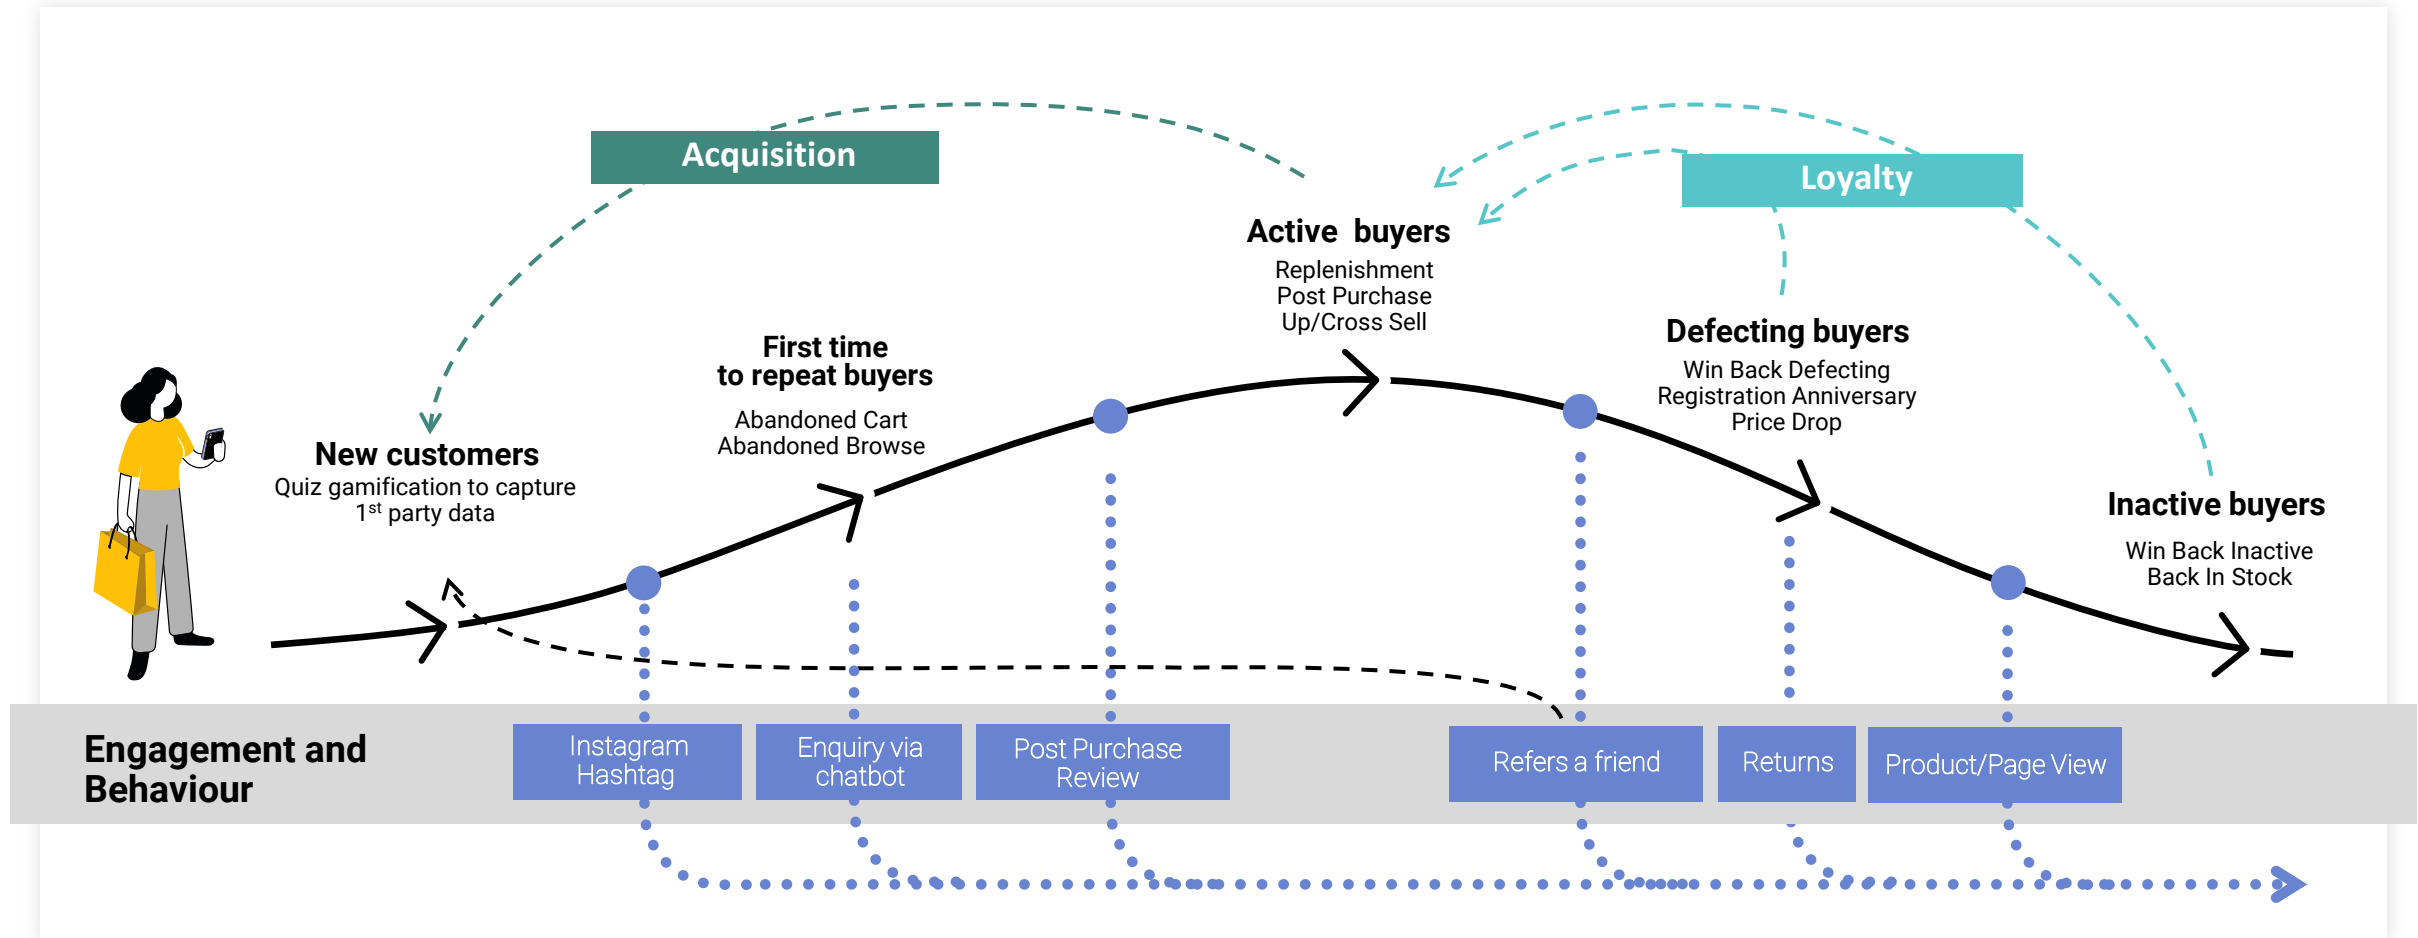 Acquisition
Loyalty
Active buyers
Replenishment
Post Purchase
Up/Cross Sell
Defecting buyers
Win Back Defecting
Registration Anniversary
Price Drop
First time
to repeat buyers
Abandoned Cart
Abandoned Browse
New customers
Quiz gamification to capture
1st party data
Inactive buyers
Win Back Inactive
Back In Stock
Engagement and
Behaviour
Instagram
Hashtag
Enquiry via
chatbot
Post Purchase
Review
Refers a friend
Returns
Product/Page View